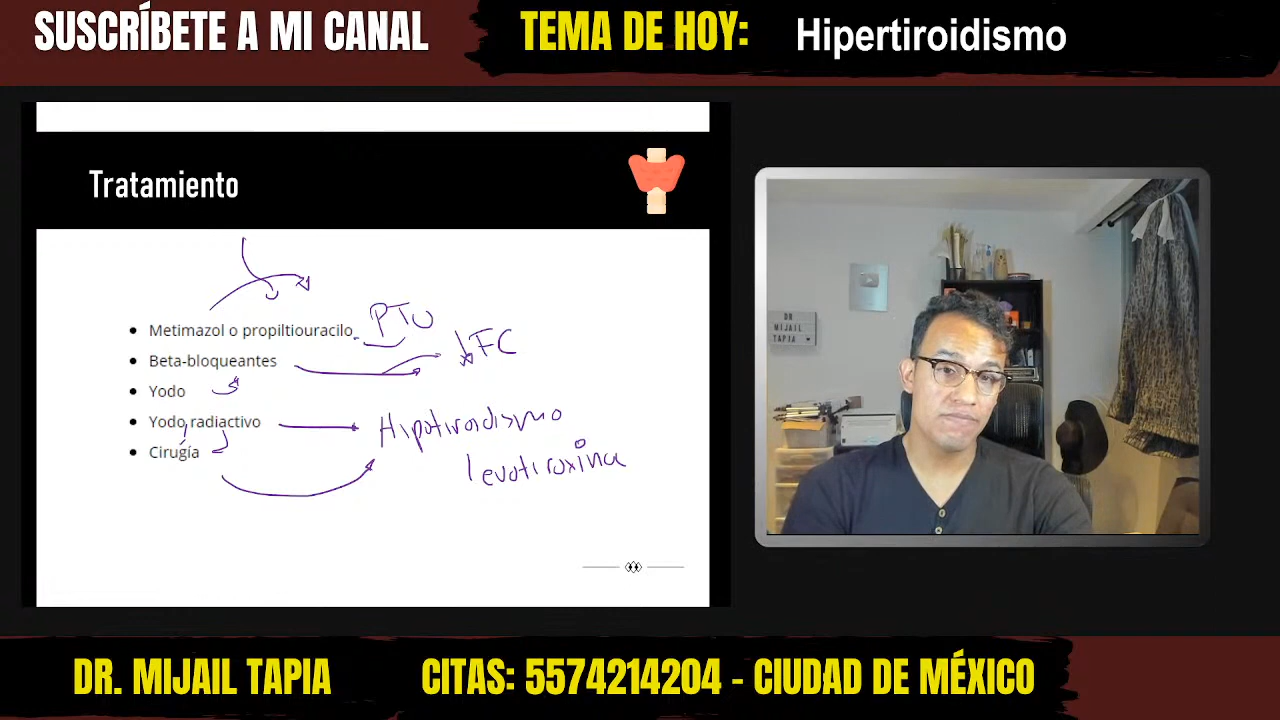 SUSCRÍBETE A MI CANAL
TEMA DE HOY: Hipertiroidismo
Tratamiento
Metimazol o propiltiouracilo PTU
Beta-bloqueantes ↓FC
Yodo
Yodo radiactivo Hipotiroidismo
Cirugía levotiroxina
DR
MIJAIL
TAPIA
DR. MIJAIL TAPIA
CITAS: 5574214204 - CIUDAD DE MÉXICO